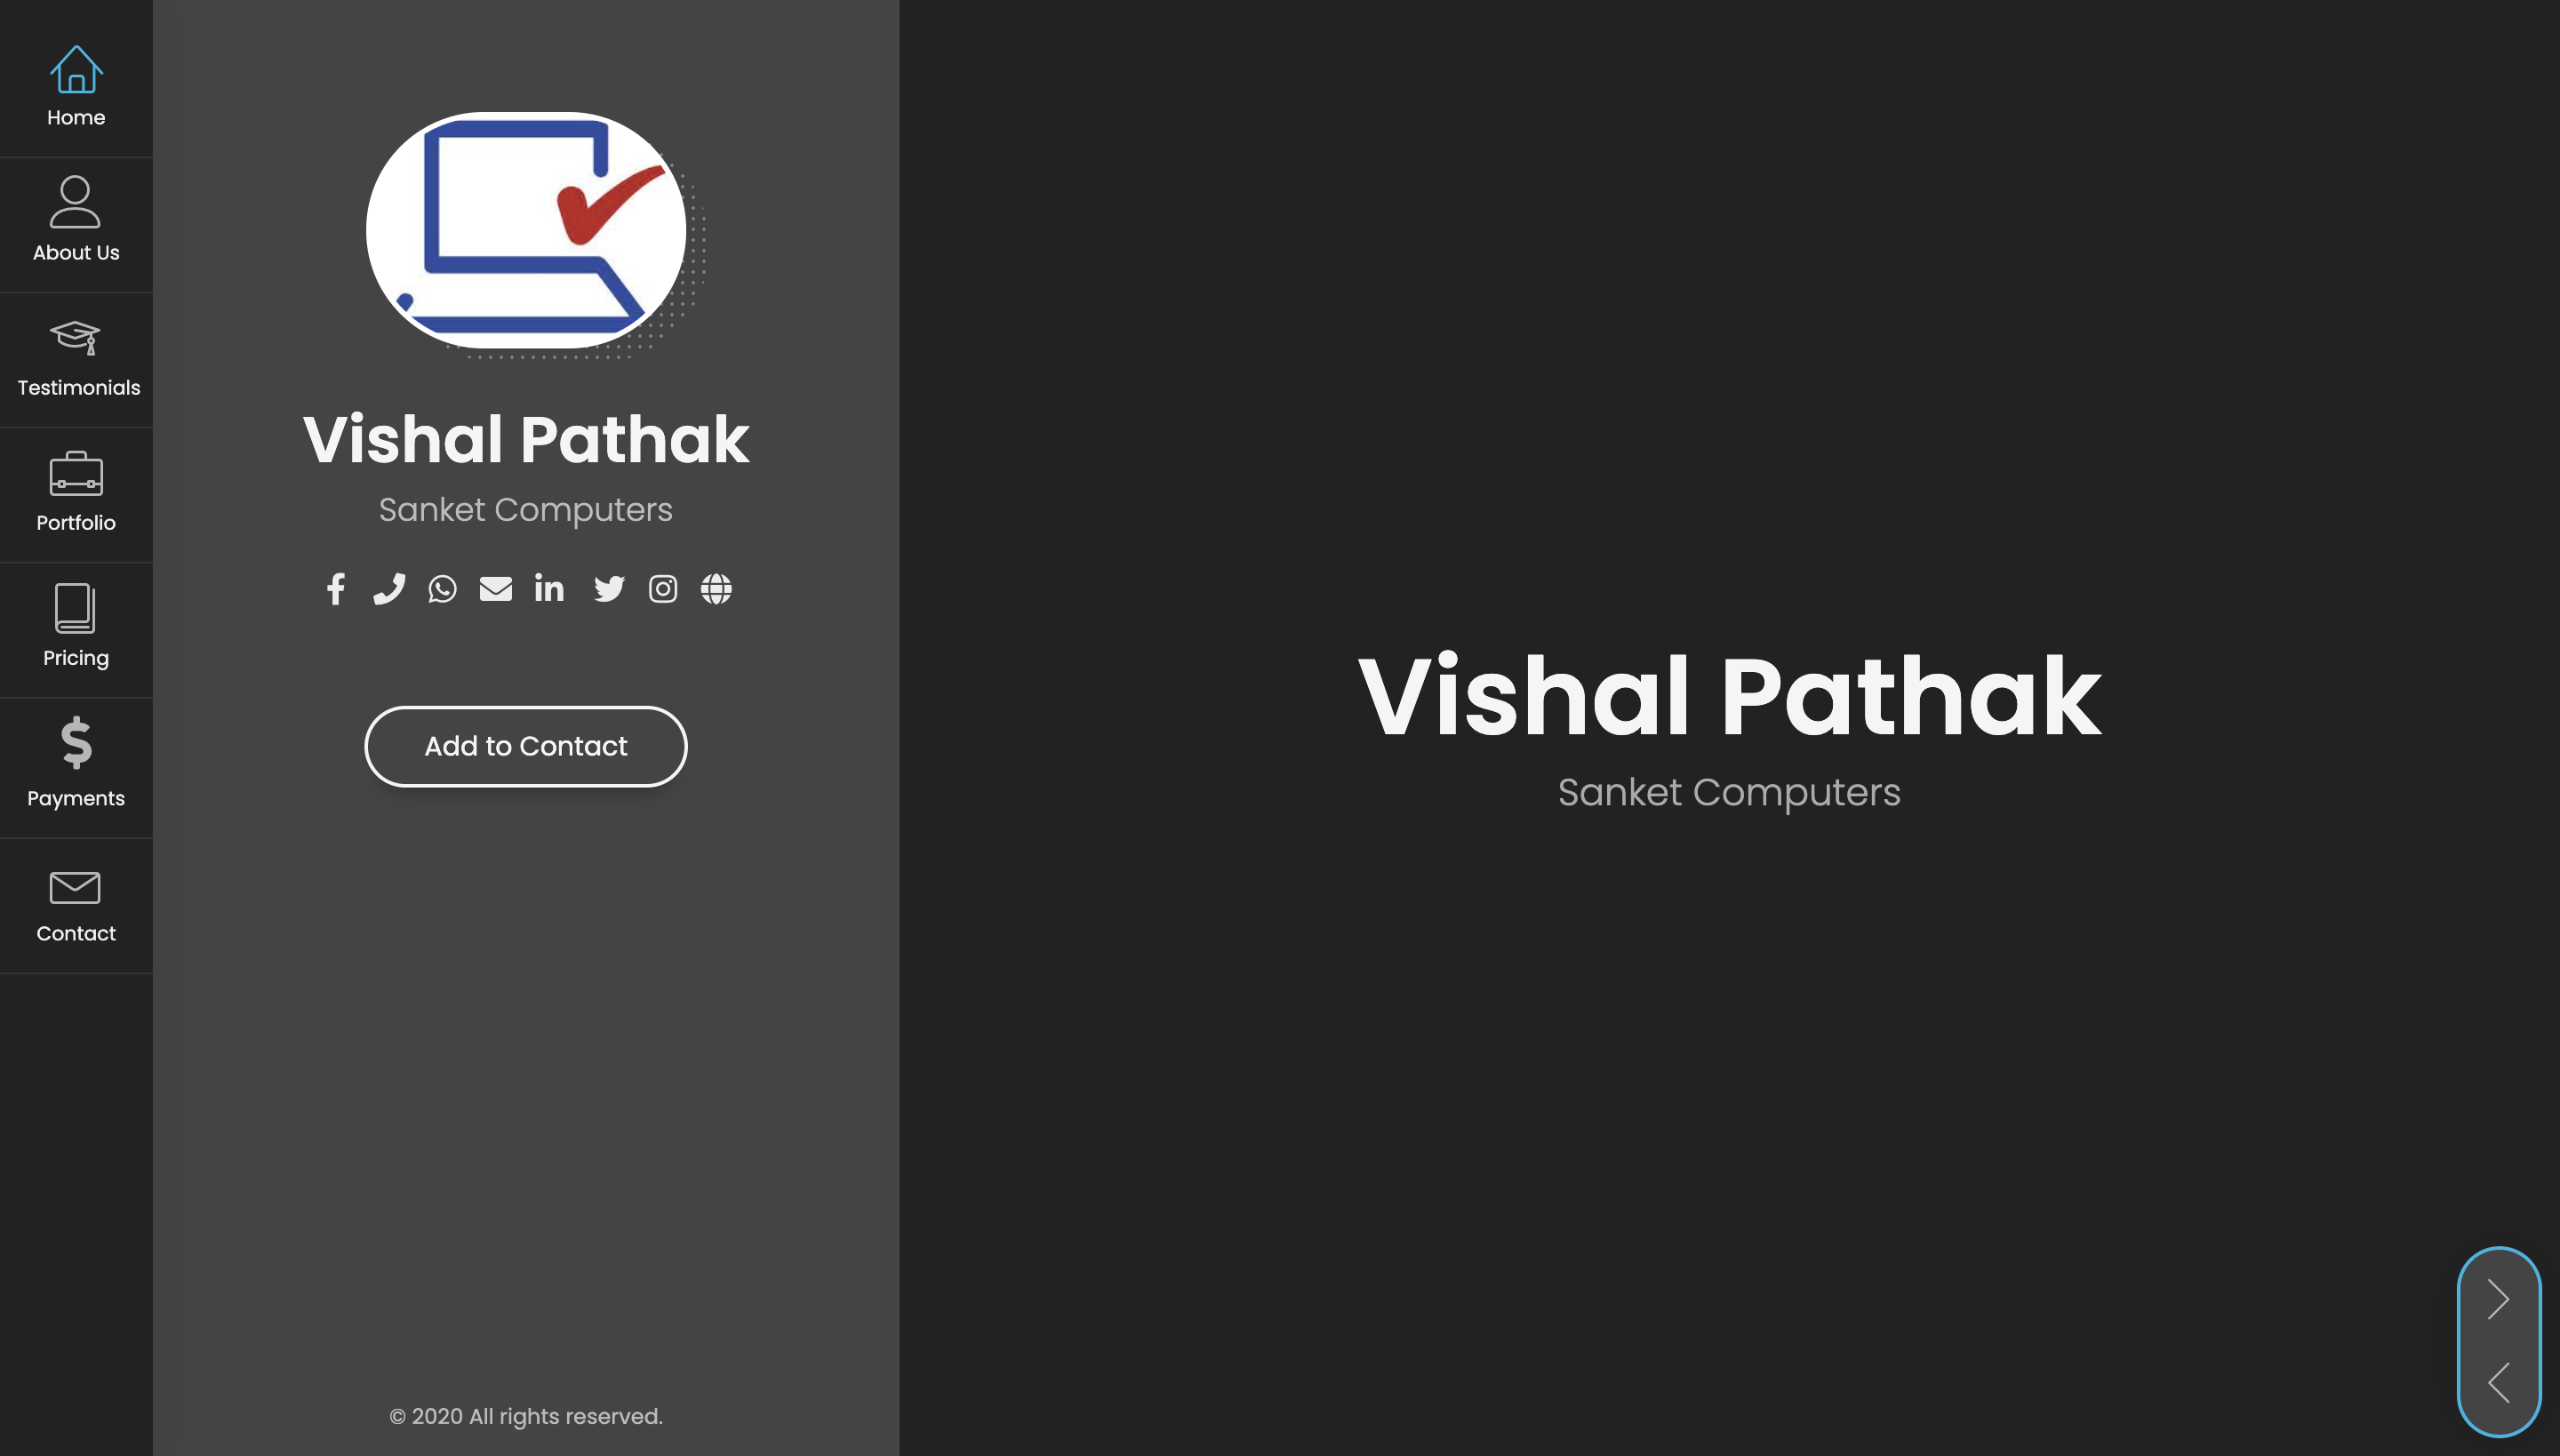 Home
About Us
Testimonials
Portfolio
Pricing
Payments
Contact
Vishal Pathak
Sanket Computers
Add to Contact
© 2020 All rights reserved.
Vishal Pathak
Sanket Computers